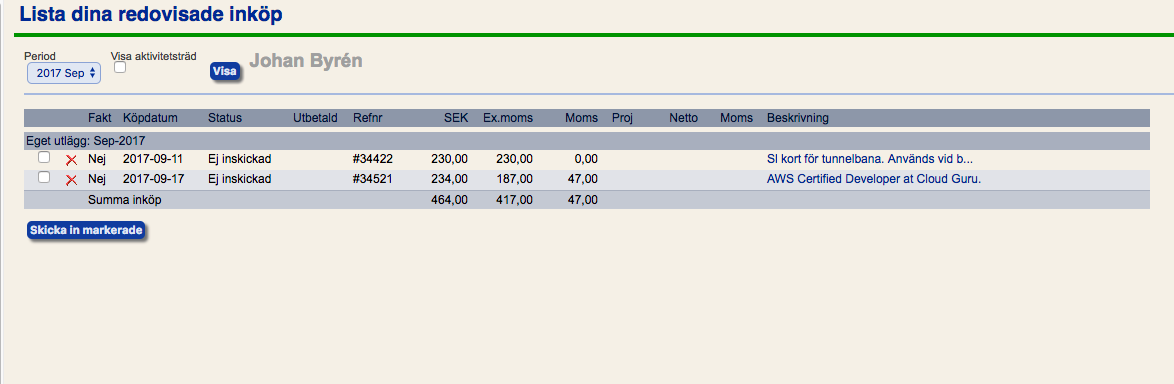 Lista dina redovisade inköp
Period
Visa aktivitetsträd
2017 Sep
Visa
Johan Byrén
Fakt Köpdatum Status Utbetald Refnr SEK Ex.moms Moms Proj Netto Moms Beskrivning
Eget utlägg: Sep-2017
Nej 2017-09-11 Ej inskickad #34422 230,00 230,00 0,00 Sl kort för tunnelbana. Används vid b...
Nej 2017-09-17 Ej inskickad #34521 234,00 187,00 47,00 AWS Certified Developer at Cloud Guru.
Summa inköp 464,00 417,00 47,00
Skicka in markerade